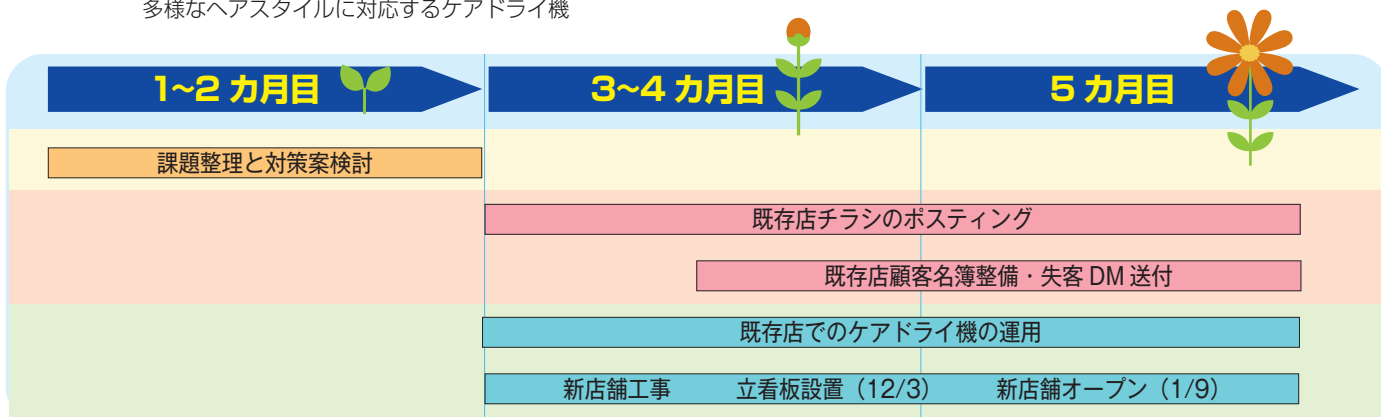 多様なヘアスタイルに対応するケアドライ機
1~2 カ月目
3~4 カ月目
5 カ月目
課題整理と対策案検討
既存店チラシのポスティング
既存店顧客名簿整備・失客 DM 送付
既存店でのケアドライ機の運用
新店舗工事 立看板設置（12/3） 新店舗オープン（1/9）